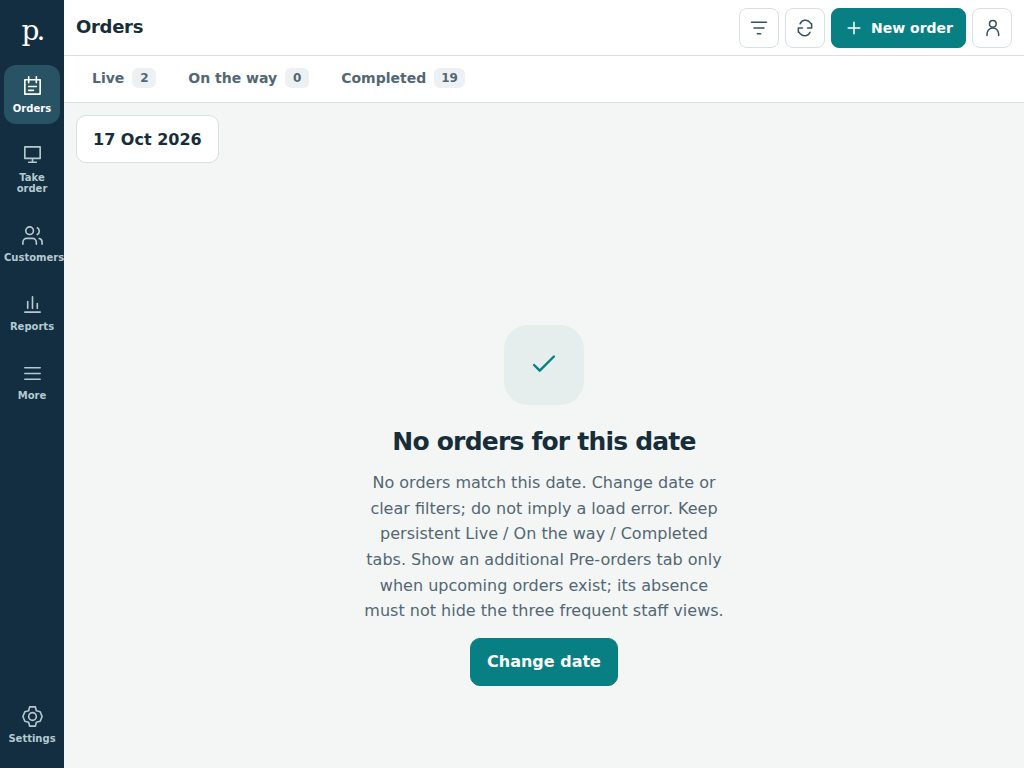 p.
Orders
New order
Live 2
On the way 0
Completed 19
17 Oct 2026
Orders
Take
order
Customers
Reports
More
Settings
No orders for this date
No orders match this date. Change date or
clear filters; do not imply a load error. Keep
persistent Live / On the way / Completed
tabs. Show an additional Pre-orders tab only
when upcoming orders exist; its absence
must not hide the three frequent staff views.
Change date